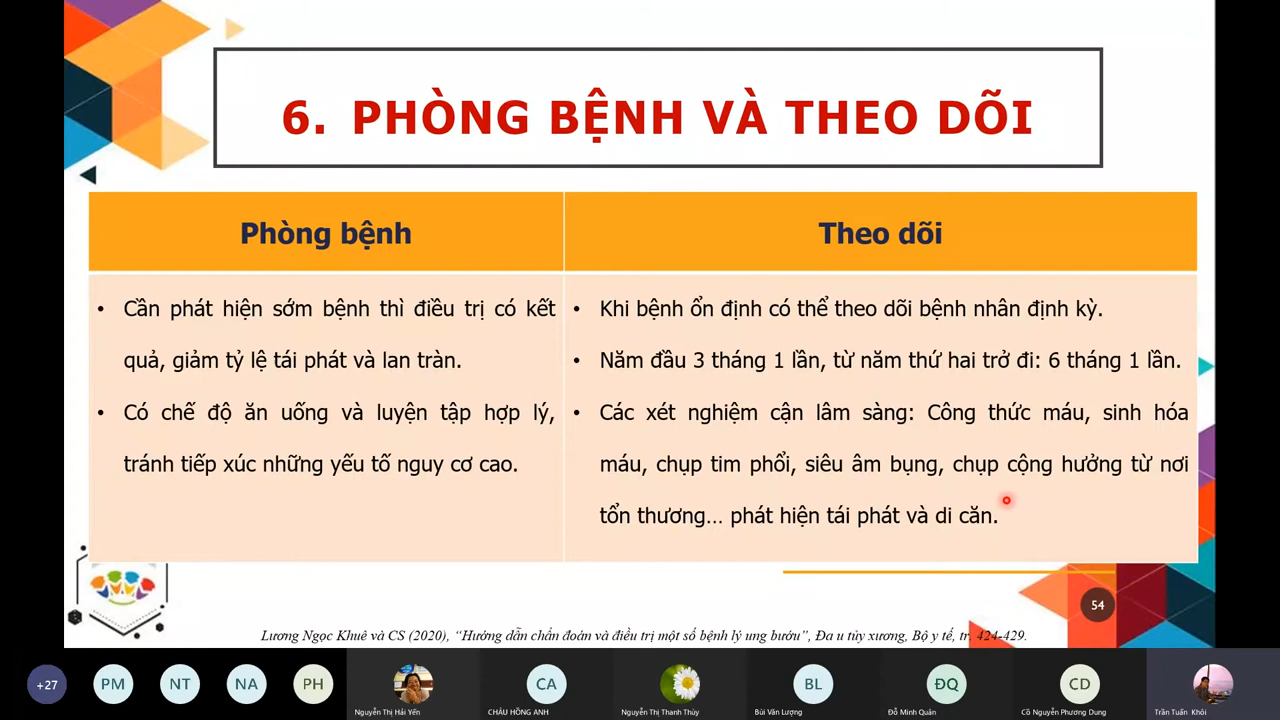 6. PHÒNG BỆNH VÀ THEO DÕI
Phòng bệnh
Theo dõi
• Cần phát hiện sớm bệnh thì điều trị có kết
quả, giảm tỷ lệ tái phát và lan tràn.
• Có chế độ ăn uống và luyện tập hợp lý,
tránh tiếp xúc những yếu tố nguy cơ cao.
• Khi bệnh ổn định có thể theo dõi bệnh nhân định kỳ.
• Năm đầu 3 tháng 1 lần, từ năm thứ hai trở đi: 6 tháng 1 lần.
• Các xét nghiệm cận lâm sàng: Công thức máu, sinh hóa
máu, chụp tim phổi, siêu âm bụng, chụp cộng hưởng từ nơi
tổn thương… phát hiện tái phát và di căn.
54
Lương Ngọc Khuê và CS (2020), “Hướng dẫn chẩn đoán và điều trị một số bệnh lý ung bướu”, Đa u tủy xương, Bộ y tế, tr. 424-429.
+27
PM
NT
NA
PH
CA
BL
ĐQ
CD
Nguyễn Thị Hải Yến
CHÂU HỒNG ANH
Nguyễn Thị Thanh Thủy
Bùi Văn Lượng
Đỗ Minh Quân
Cồ Nguyễn Phương Dung
Trần Tuấn Khôi